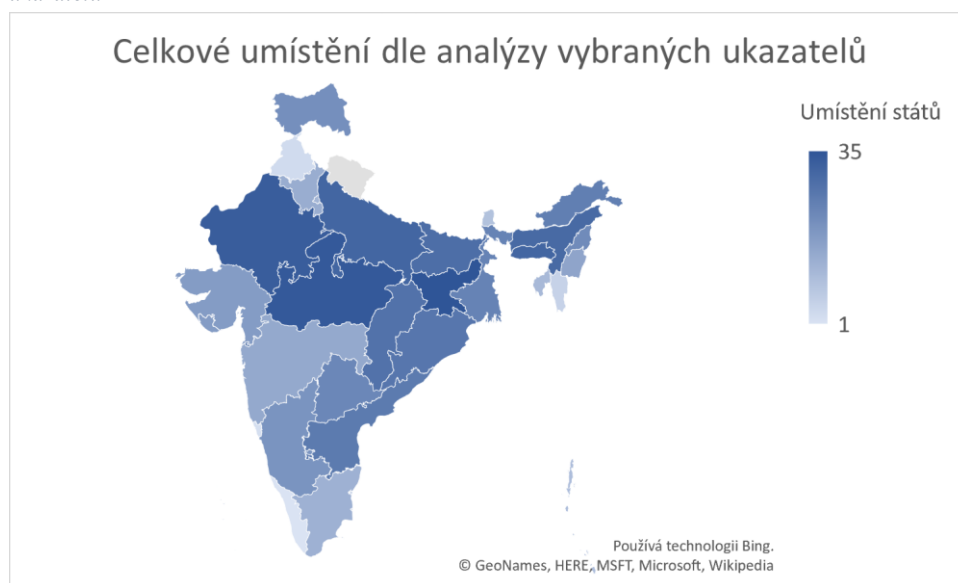 Celkové umístění dle analýzy vybraných ukazatelů
Umístění států
35
1
Používá technologii Bing.
© GeoNames, HERE, MSFT, Microsoft, Wikipedia